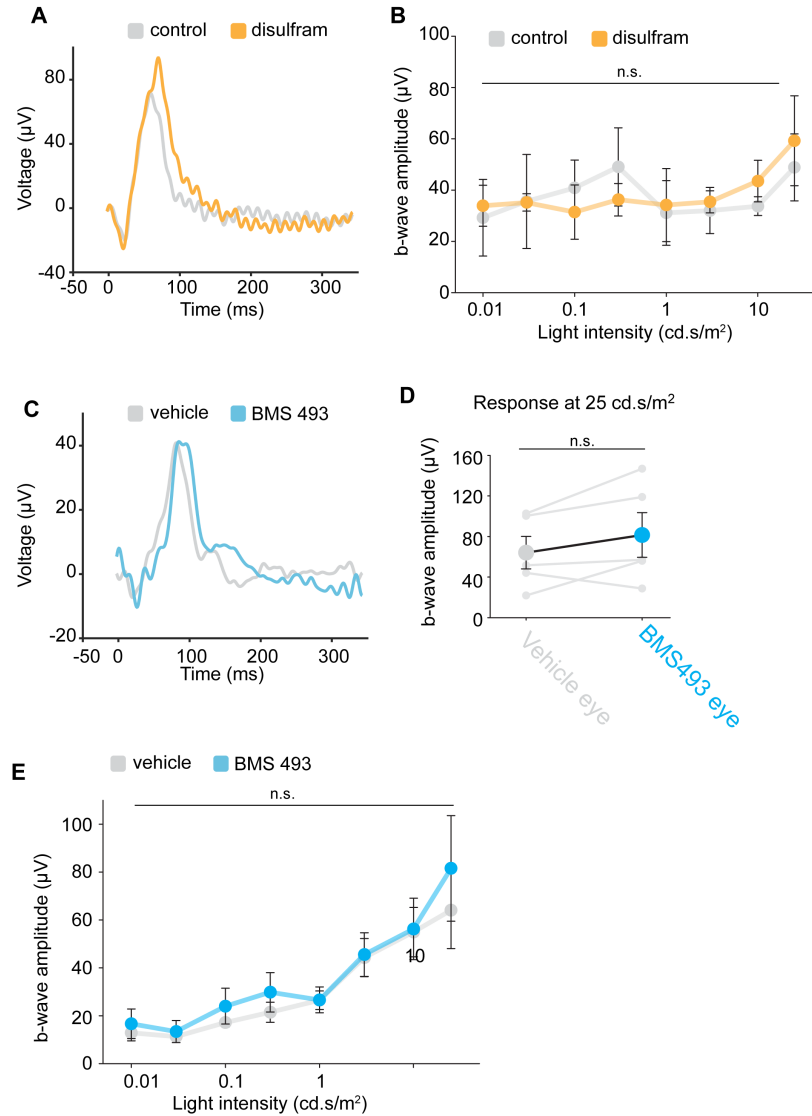 A
control disulfram
Voltage (µV)
80
40
0
-40
-50 0 100 200 300
Time (ms)
B
control disulfram
n.s.
b-wave amplitude (µV)
100
80
60
40
20
0
0.01 0.1 1 10
Light intensity (cd.s/m²)
C
vehicle BMS 493
Voltage (µV)
40
20
0
-20
-50 0 100 200 300
Time (ms)
D
Response at 25 cd.s/m²
n.s.
b-wave amplitude (µV)
160
120
80
40
0
Vehicle eye
BMS493 eye
E
vehicle BMS 493
n.s.
b-wave amplitude (µV)
100
80
60
40
20
0
10
0.01 0.1 1
Light intensity (cd.s/m²)